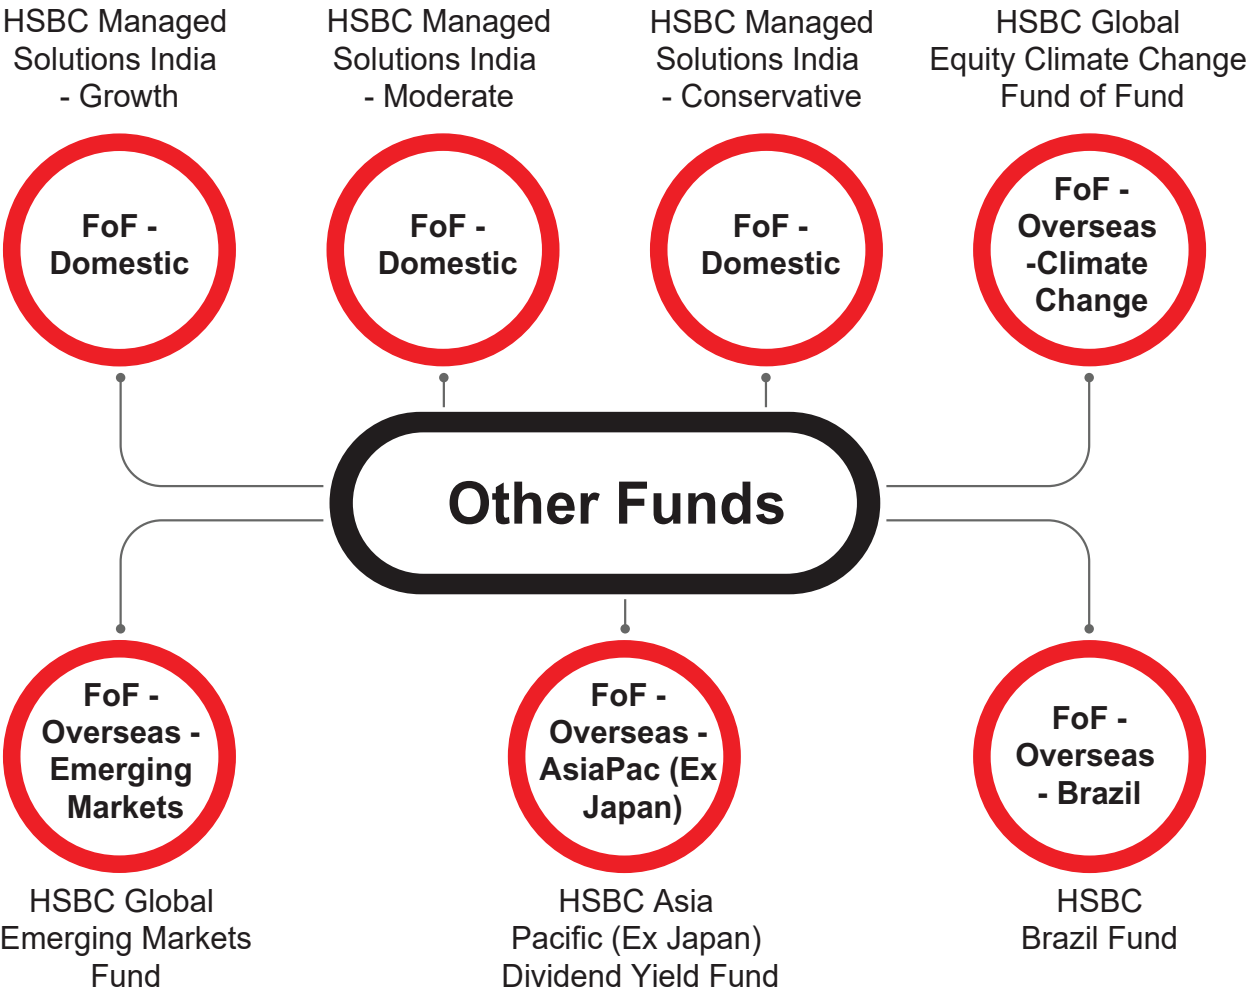 HSBC Managed
Solutions India
- Growth
HSBC Managed
Solutions India
- Moderate
HSBC Managed
Solutions India
- Conservative
HSBC Global
Equity Climate Change
Fund of Fund
FoF -
Domestic
FoF -
Domestic
FoF -
Domestic
FoF -
Overseas
-Climate
Change
Other Funds
FoF -
Overseas -
Emerging
Markets
FoF -
Overseas -
AsiaPac (Ex
Japan)
FoF -
Overseas
- Brazil
HSBC Global
Emerging Markets
Fund
HSBC Asia
Pacific (Ex Japan)
Dividend Yield Fund
HSBC
Brazil Fund